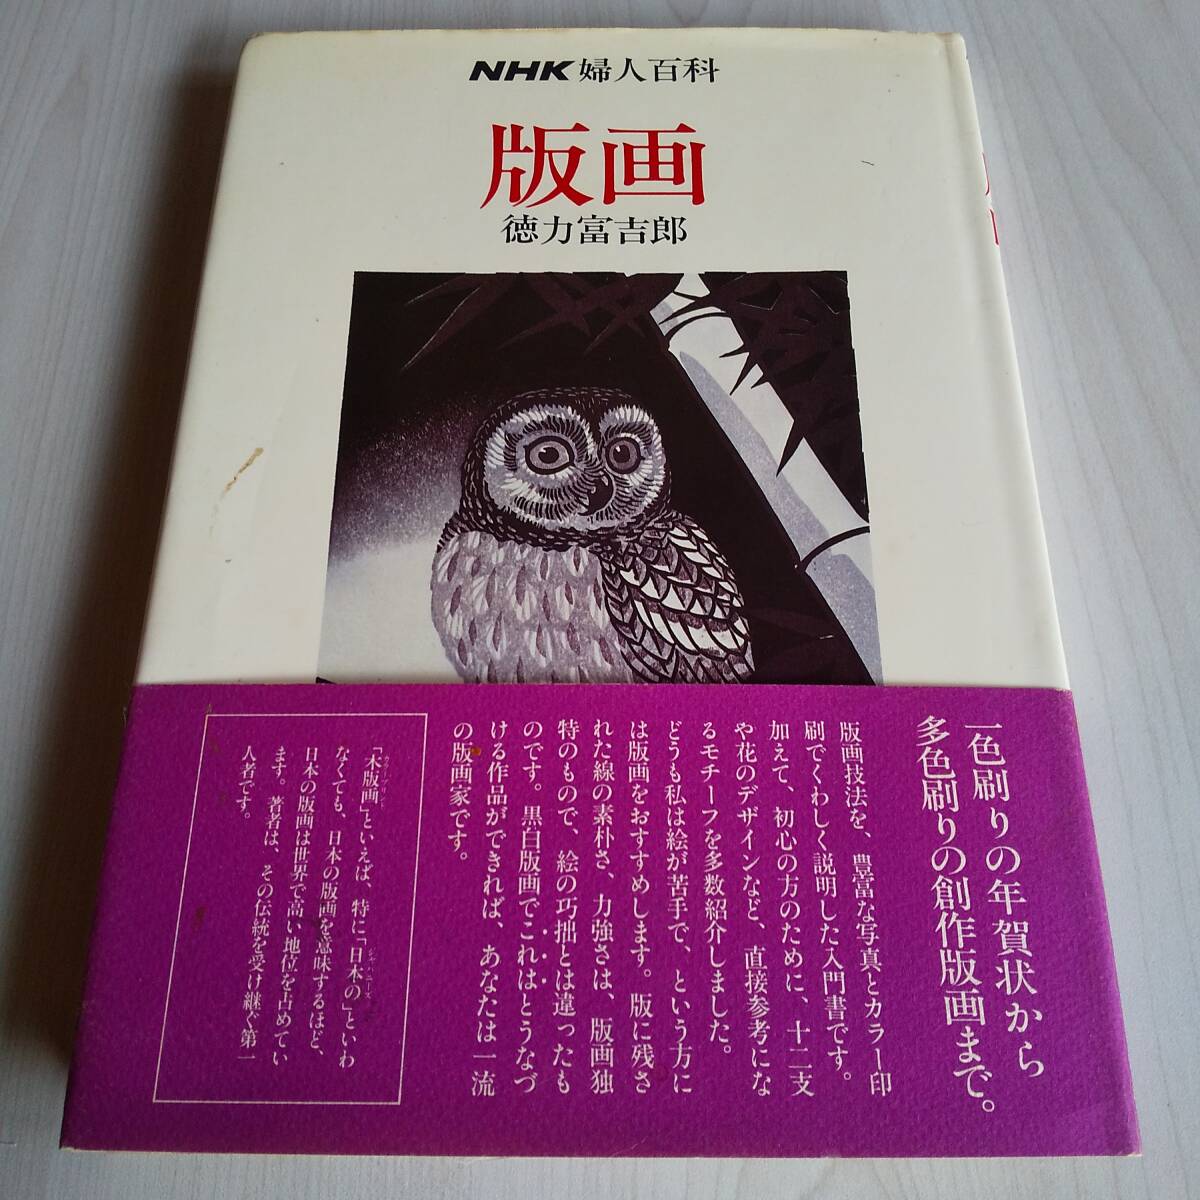 NHK婦人百科
版画
徳力富吉郎
一色刷りの年賀状から
多色刷りの創作版画まで。
版画技法を、豊富な写真とカラー印
刷でくわしく説明した入門書です。
加えて、初心の方のために、十二支
や花のデザインなど、直接参考にな
るモチーフを多数紹介しました。
どうも私は絵が苦手で、という方に
は版画をおすすめします。版に残さ
れた線の素朴さ、力強さは、版画独
特のもので、絵の巧拙とは違ったも
のです。黒白版画でこれはとうなづ
ける作品ができれば、あなたは一流
の版画家です。
「木版画」といえば、特に「日本の」といわ
なくても、日本の版画を意味するほど、
日本の版画は世界で高い地位を占めてい
ます。著者は、その伝統を受け継ぐ第一
人者です。